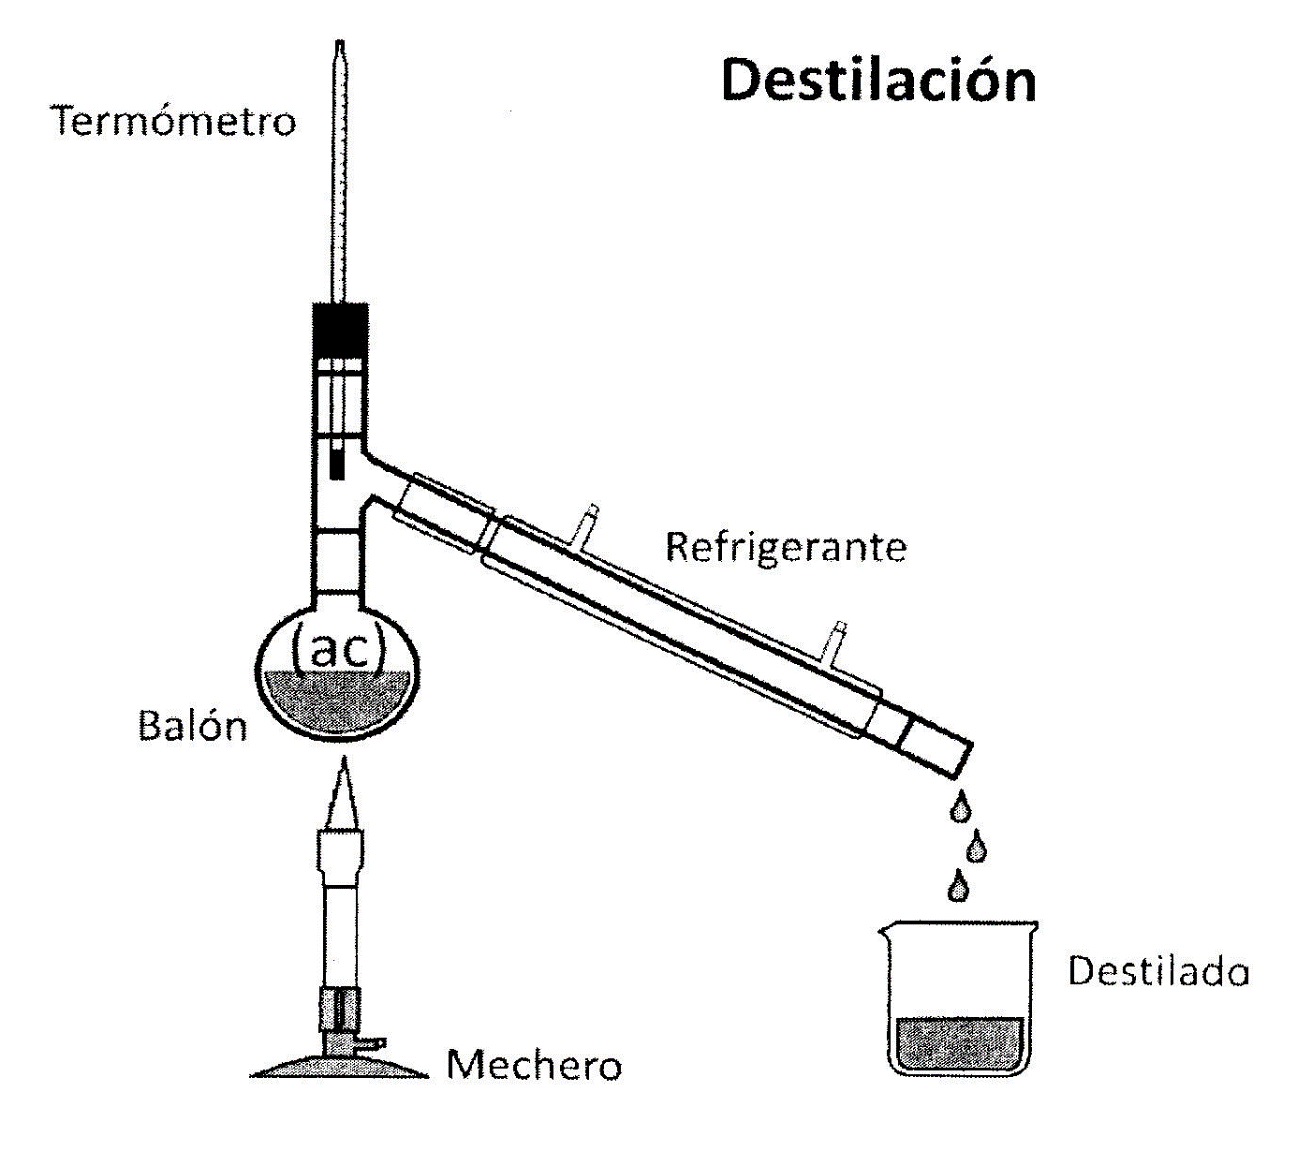 Destilación
Termómetro
Refrigerante
(ac)
Balón
Destilado
Mechero